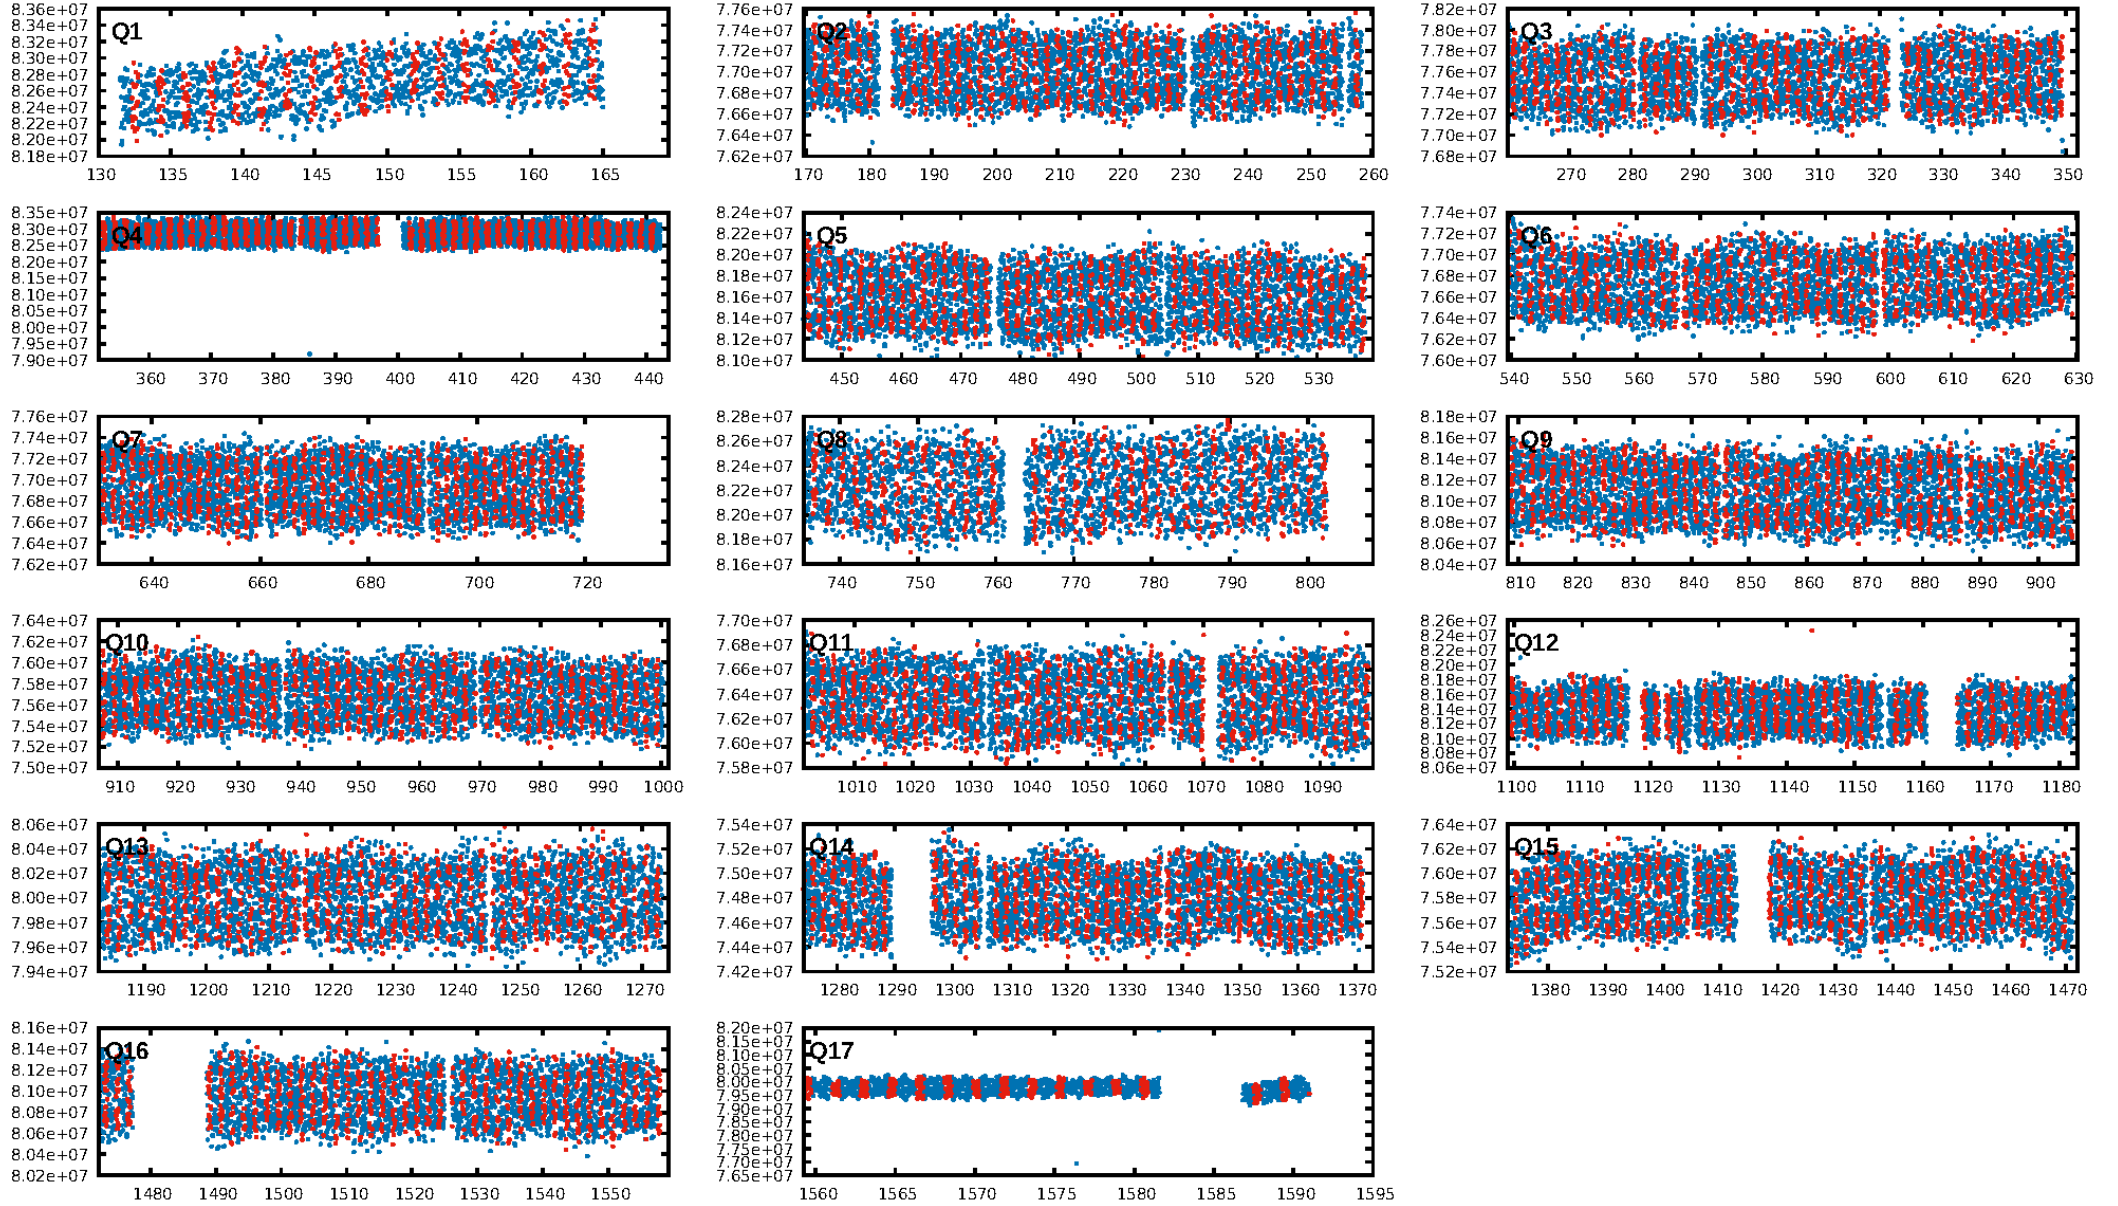 8.36e+07
8.34e+07
8.32e+07
8.30e+07
8.28e+07
8.26e+07
8.24e+07
8.22e+07
8.20e+07
8.18e+07
Q1
130 135 140 145 150 155 160 165
7.76e+07
7.74e+07
7.72e+07
7.70e+07
7.68e+07
7.66e+07
7.64e+07
7.62e+07
Q2
170 180 190 200 210 220 230 240 250 260
7.82e+07
7.80e+07
7.78e+07
7.76e+07
7.74e+07
7.72e+07
7.70e+07
7.68e+07
Q3
270 280 290 300 310 320 330 340 350
8.35e+07
8.30e+07
8.25e+07
8.20e+07
8.15e+07
8.10e+07
8.05e+07
8.00e+07
7.95e+07
7.90e+07
Q4
360 370 380 390 400 410 420 430 440
8.24e+07
8.22e+07
8.20e+07
8.18e+07
8.16e+07
8.14e+07
8.12e+07
8.10e+07
Q5
450 460 470 480 490 500 510 520 530
7.74e+07
7.72e+07
7.70e+07
7.68e+07
7.66e+07
7.64e+07
7.62e+07
7.60e+07
Q6
540 550 560 570 580 590 600 610 620 630
7.76e+07
7.74e+07
7.72e+07
7.70e+07
7.68e+07
7.66e+07
7.64e+07
7.62e+07
Q7
640 660 680 700 720
8.28e+07
8.26e+07
8.24e+07
8.22e+07
8.20e+07
8.18e+07
8.16e+07
Q8
740 750 760 770 780 790 800
8.18e+07
8.16e+07
8.14e+07
8.12e+07
8.10e+07
8.08e+07
8.06e+07
8.04e+07
Q9
810 820 830 840 850 860 870 880 890 900
7.64e+07
7.62e+07
7.60e+07
7.58e+07
7.56e+07
7.54e+07
7.52e+07
7.50e+07
Q10
910 920 930 940 950 960 970 980 990 1000
7.70e+07
7.68e+07
7.66e+07
7.64e+07
7.62e+07
7.60e+07
7.58e+07
Q11
1010 1020 1030 1040 1050 1060 1070 1080 1090
8.26e+07
8.24e+07
8.22e+07
8.20e+07
8.18e+07
8.16e+07
8.14e+07
8.12e+07
8.10e+07
8.08e+07
8.06e+07
Q12
1100 1110 1120 1130 1140 1150 1160 1170 1180
8.06e+07
8.04e+07
8.02e+07
8.00e+07
7.98e+07
7.96e+07
7.94e+07
Q13
1190 1200 1210 1220 1230 1240 1250 1260 1270
7.54e+07
7.52e+07
7.50e+07
7.48e+07
7.46e+07
7.44e+07
7.42e+07
Q14
1280 1290 1300 1310 1320 1330 1340 1350 1360 1370
7.64e+07
7.62e+07
7.60e+07
7.58e+07
7.56e+07
7.54e+07
7.52e+07
Q15
1380 1390 1400 1410 1420 1430 1440 1450 1460 1470
8.16e+07
8.14e+07
8.12e+07
8.10e+07
8.08e+07
8.06e+07
8.04e+07
8.02e+07
Q16
1480 1490 1500 1510 1520 1530 1540 1550
8.20e+07
8.15e+07
8.10e+07
8.05e+07
8.00e+07
7.95e+07
7.90e+07
7.85e+07
7.80e+07
7.75e+07
7.70e+07
7.65e+07
Q17
1560 1565 1570 1575 1580 1585 1590 1595